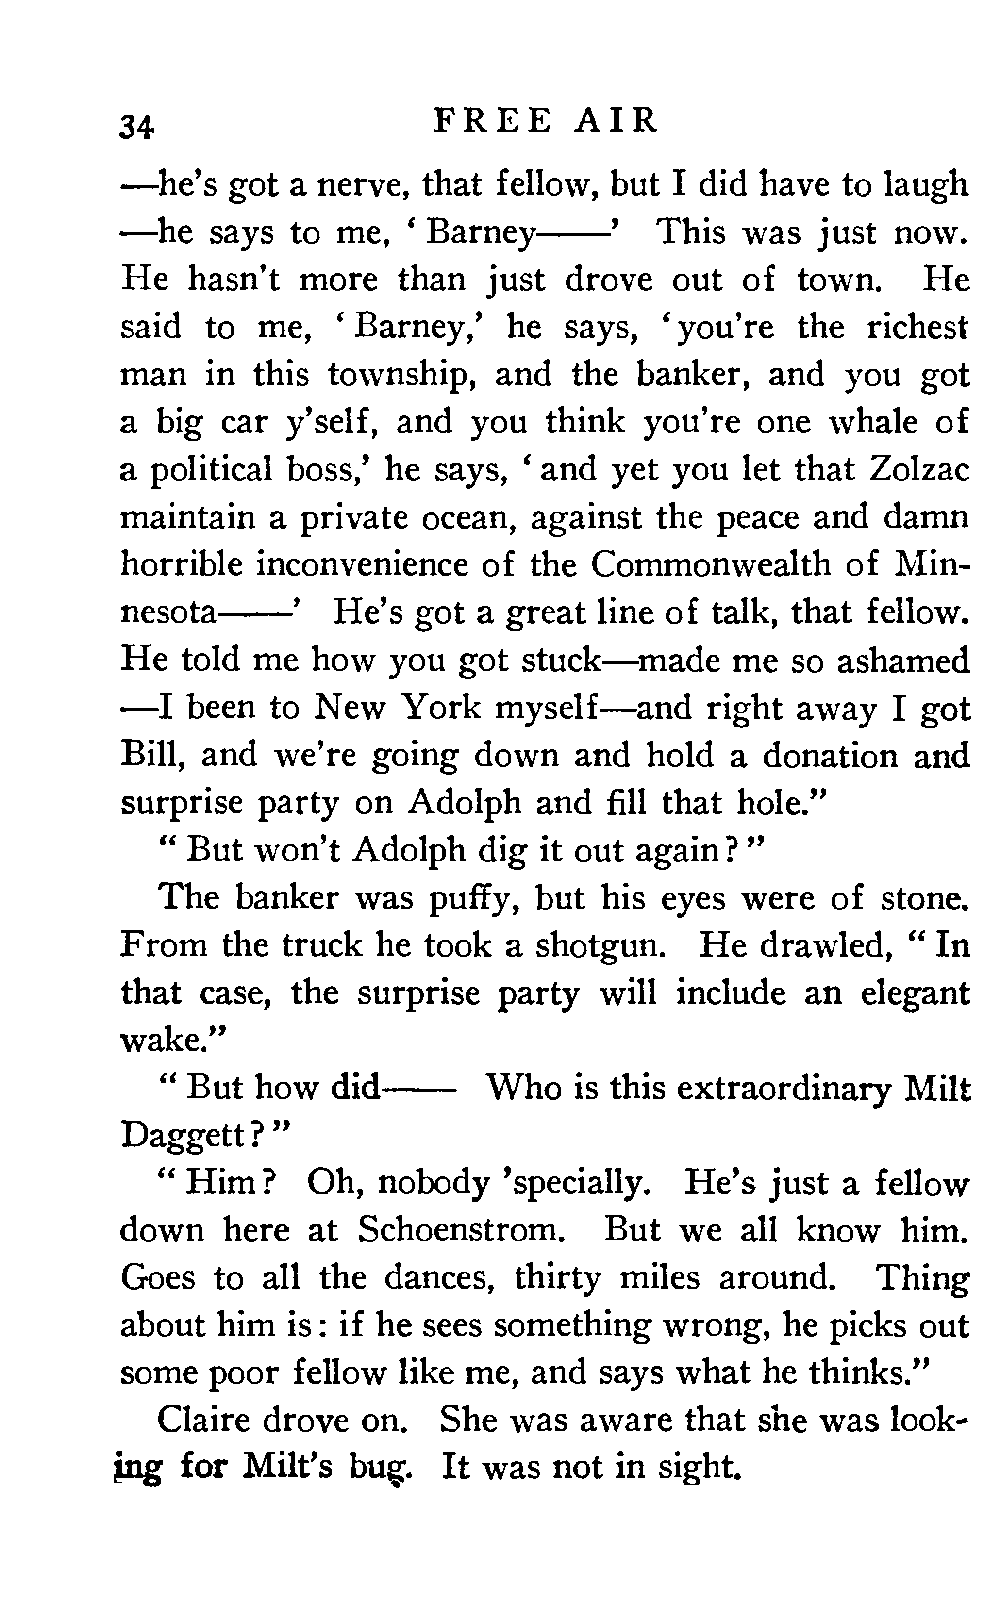 34 FREE AIR
—he's got a nerve, that fellow, but I did have to laugh
—he says to me, ‘ Barney——’ This was just now.
He hasn't more than just drove out of town. He
said to me, ‘ Barney,’ he says, ‘ you're the richest
man in this township, and the banker, and you got
a big car y'self, and you think you're one whale of
a political boss,’ he says, ‘ and yet you let that Zolzac
maintain a private ocean, against the peace and damn
horrible inconvenience of the Commonwealth of Min-
nesota——’ He's got a great line of talk, that fellow.
He told me how you got stuck—made me so ashamed
—I been to New York myself—and right away I got
Bill, and we're going down and hold a donation and
surprise party on Adolph and fill that hole.”
“ But won't Adolph dig it out again? ”
The banker was puffy, but his eyes were of stone.
From the truck he took a shotgun. He drawled, “ In
that case, the surprise party will include an elegant
wake.”
“ But how did—— Who is this extraordinary Milt
Daggett? ”
“ Him? Oh, nobody 'specially. He's just a fellow
down here at Schoenstrom. But we all know him.
Goes to all the dances, thirty miles around. Thing
about him is: if he sees something wrong, he picks out
some poor fellow like me, and says what he thinks.”
Claire drove on. She was aware that she was look-
ing for Milt's bug. It was not in sight.